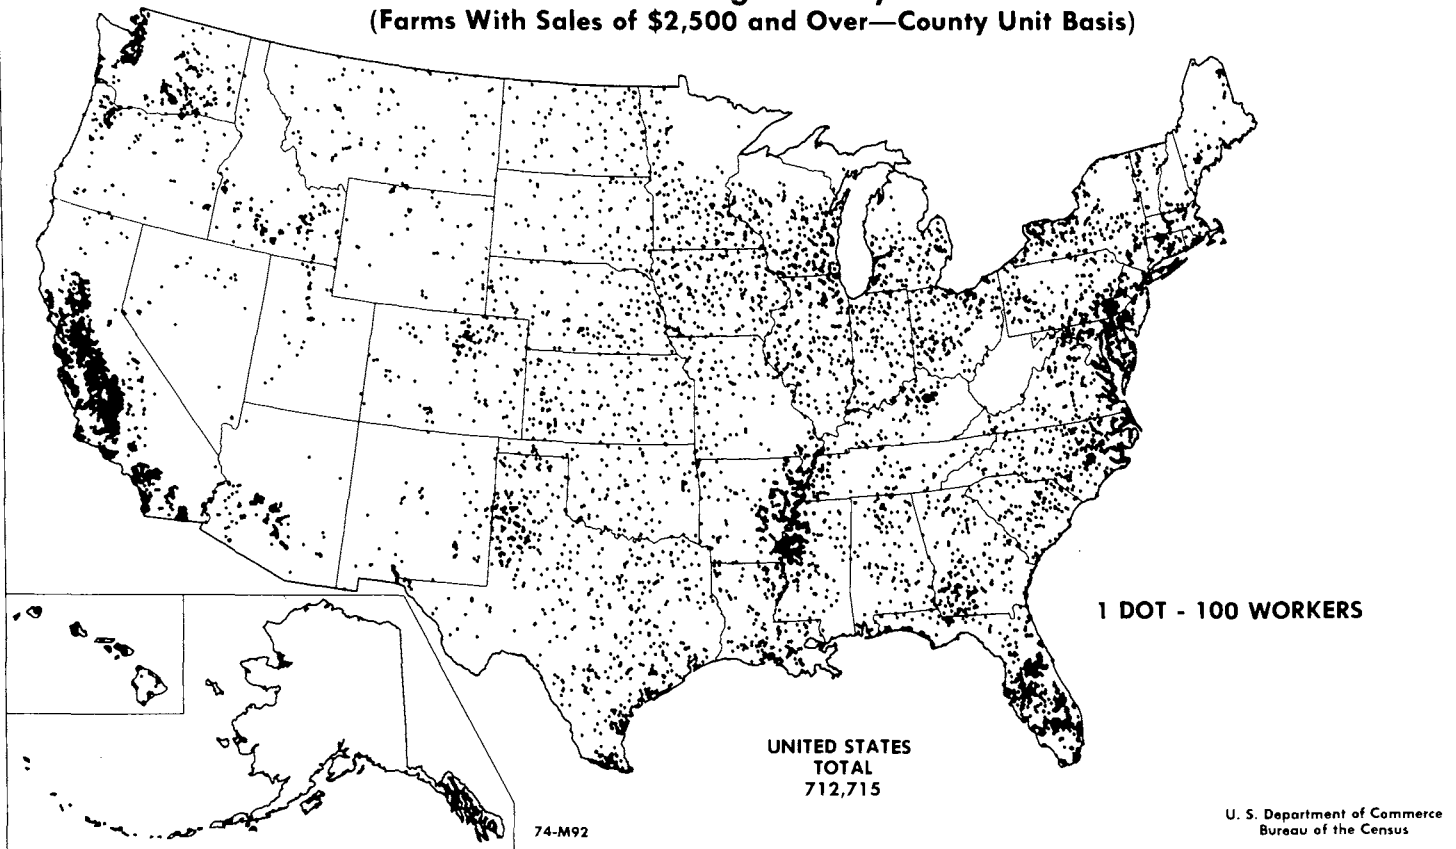 (Farms With Sales of $2,500 and Over—County Unit Basis)
1 DOT - 100 WORKERS
UNITED STATES
TOTAL
712,715
74-M92
U. S. Department of Commerce
Bureau of the Census